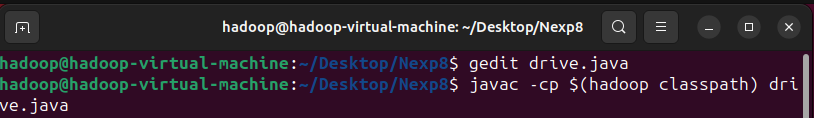 hadoop@hadoop-virtual-machine: ~/Desktop/Nexp8
hadoop@hadoop-virtual-machine:~/Desktop/Nexp8$ gedit drive.java
hadoop@hadoop-virtual-machine:~/Desktop/Nexp8$ javac -cp $(hadoop classpath) dri
ve.java